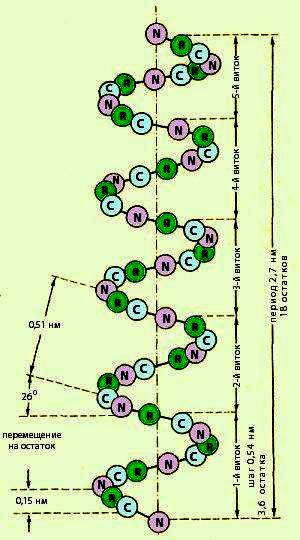 N
R
C
N
R
C
N
R
C
N
R
C
N
R
C
N
R
C
N
R
C
N
R
C
N
R
C
N
R
C
N
R
C
N
R
C
N
R
C
N
R
C
N
R
C
N
R
C
N
R
C
N
R
C
N
5-й виток
4-й виток
3-й виток
2-й виток
1-й виток
шаг 0,54 нм
3,6 остатка
период 2,7 нм
18 остатков
0,51 нм
26°
перемещение
на остаток
0,15 нм